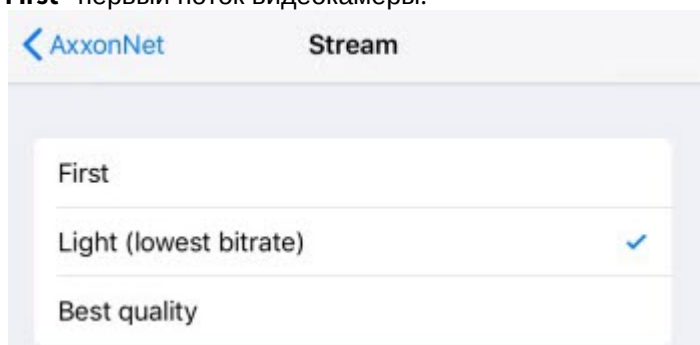 First - первый поток видеокамеры.
AxxonNet Stream
First
Light (lowest bitrate)
Best quality